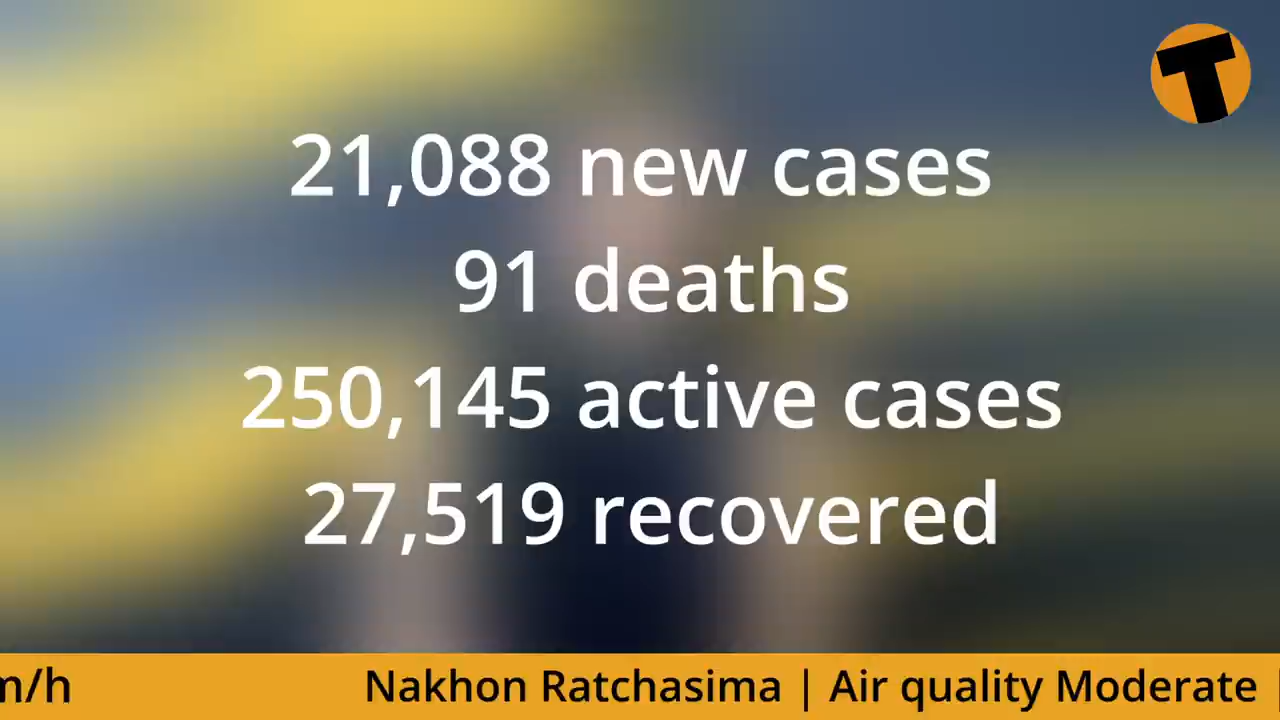 T
21,088 new cases
91 deaths
250,145 active cases
27,519 recovered
m/h Nakhon Ratchasima | Air quality Moderate |